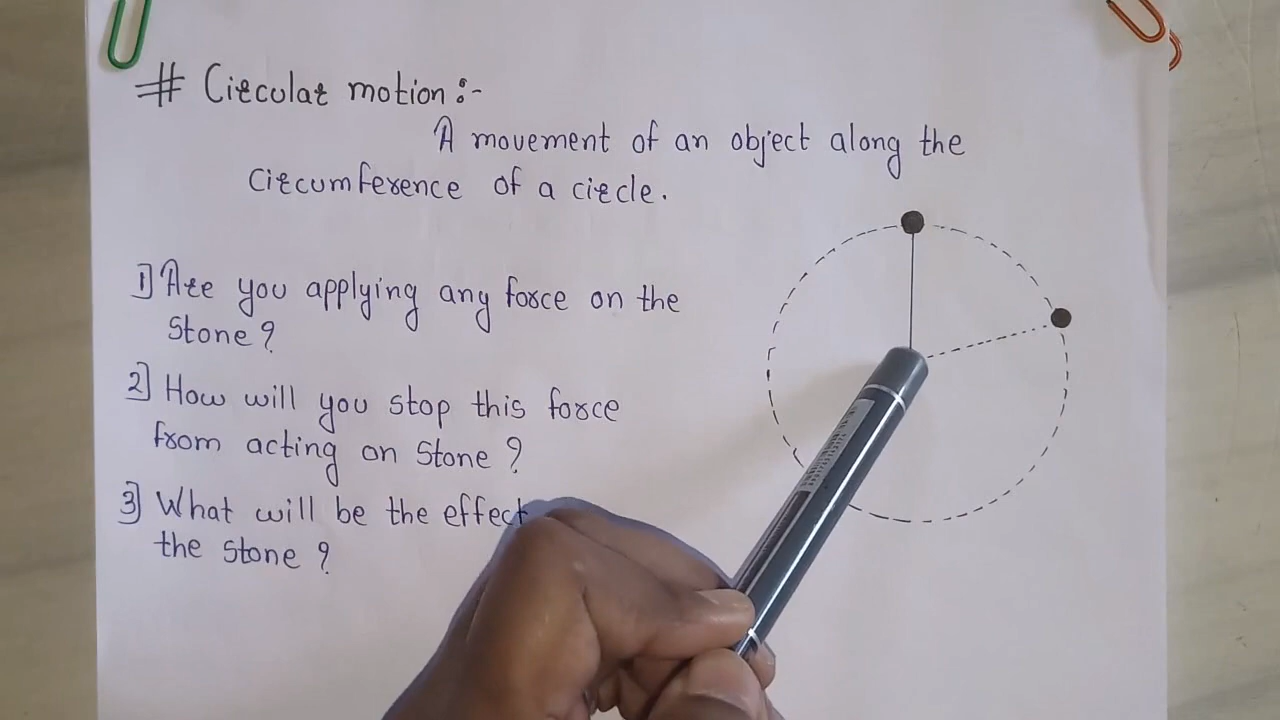 # Circular motion :-
A movement of an object along the
circumference of a circle.
1] Are you applying any force on the
Stone ?
2] How will you stop this force
from acting on Stone ?
3] What will be the effect
the Stone ?